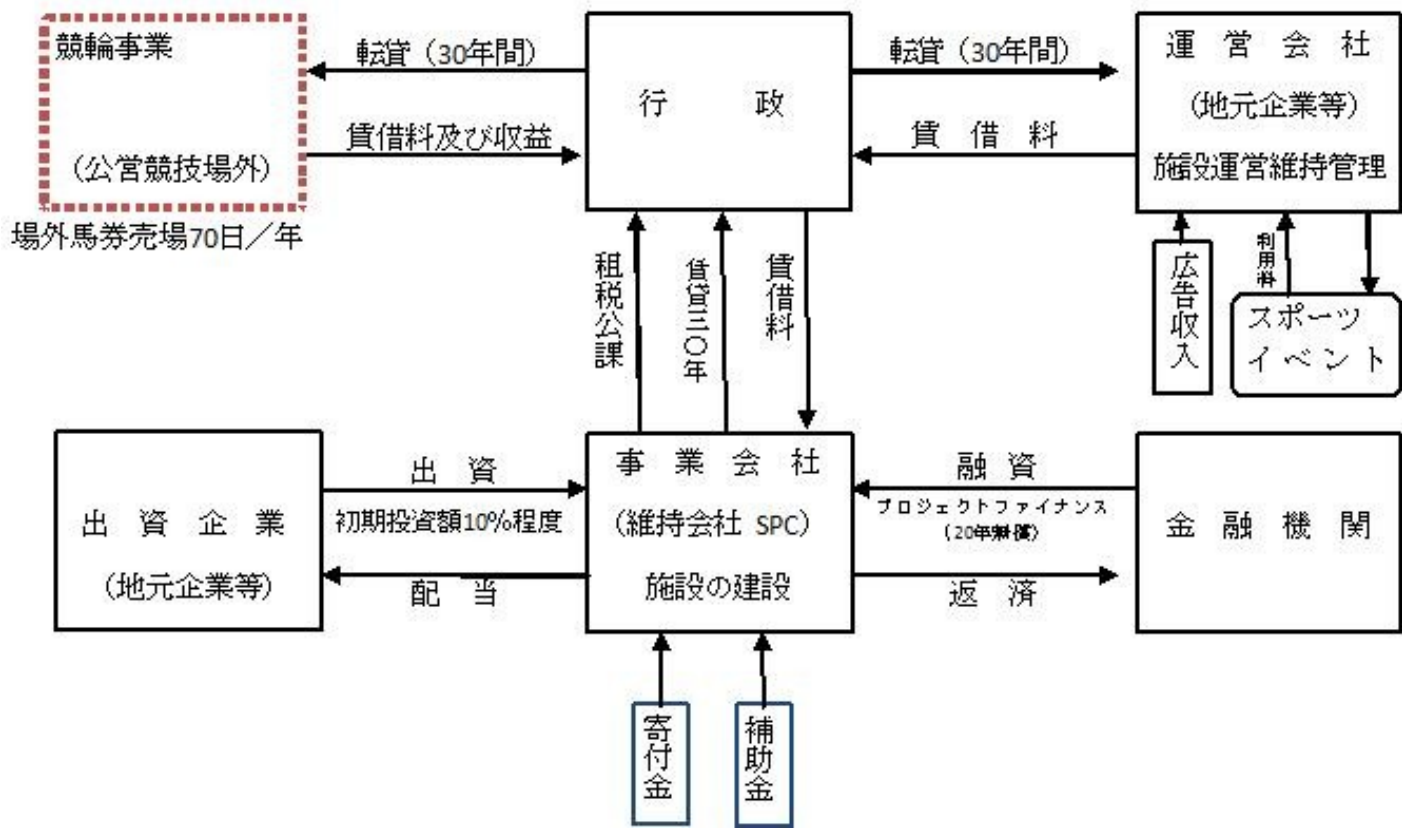 競輪事業
(公営競技場外)
場外馬券売場70日／年
転貸（30年間）
賃借料及び収益
行政
転貸（30年間）
賃借料
運営会社
(地元企業等)
施設運営維持管理
租税公課
賃貸三〇年
賃借料
広告収入
利用料
スポーツ
イベント
出資企業
(地元企業等)
出資
初期投資額10%程度
配当
事業会社
(維持会社 SPC)
施設の建設
融資
プロジェクトファイナンス
返済
金融機関
寄付金
補助金